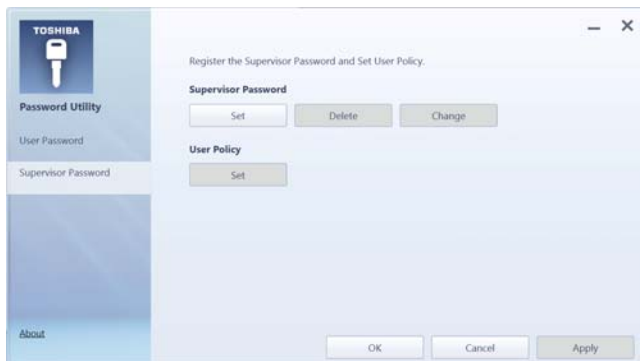 TOSHIBA
Password Utility
User Password
Supervisor Password
About
Register the Supervisor Password and Set User Policy.
Supervisor Password
Set Delete Change
User Policy
Set
OK Cancel Apply